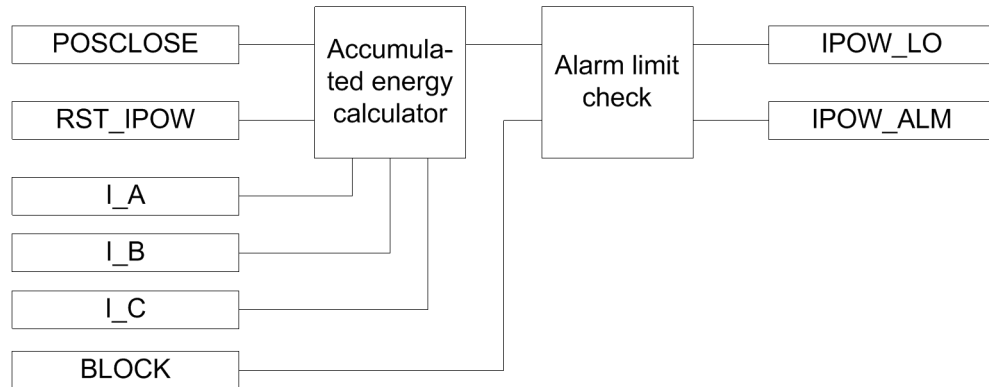 POSCLOSE
RST_IPOW
I_A
I_B
I_C
BLOCK
Accumula-
ted energy
calculator
Alarm limit
check
IPOW_LO
IPOW_ALM